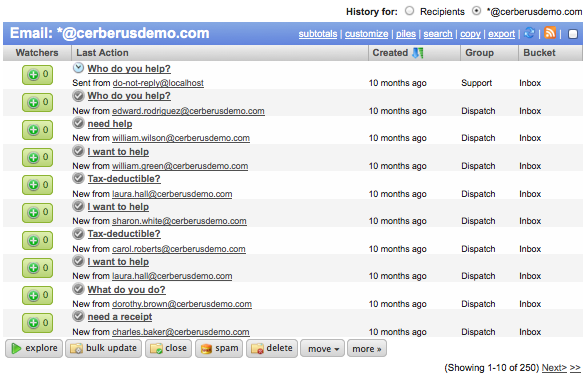 History for: Recipients *@cerberusdemo.com
Email: *@cerberusdemo.com subtotals | customize | piles | search | copy | export | |
Watchers Last Action Created Group Bucket
Who do you help?
0 Sent from do-not-reply@localhost 10 months ago Support Inbox
Who do you help?
0 New from edward.rodriguez@cerberusdemo.com 10 months ago Dispatch Inbox
need help
0 New from william.wilson@cerberusdemo.com 10 months ago Dispatch Inbox
I want to help
0 New from william.green@cerberusdemo.com 10 months ago Dispatch Inbox
Tax-deductible?
0 New from laura.hall@cerberusdemo.com 10 months ago Dispatch Inbox
I want to help
0 New from sharon.white@cerberusdemo.com 10 months ago Dispatch Inbox
Tax-deductible?
0 New from carol.roberts@cerberusdemo.com 10 months ago Dispatch Inbox
I want to help
0 New from laura.hall@cerberusdemo.com 10 months ago Dispatch Inbox
What do you do?
0 New from dorothy.brown@cerberusdemo.com 10 months ago Dispatch Inbox
need a receipt
0 New from charles.baker@cerberusdemo.com 10 months ago Dispatch Inbox
explore bulk update close spam delete move more »
(Showing 1-10 of 250) Next> >>